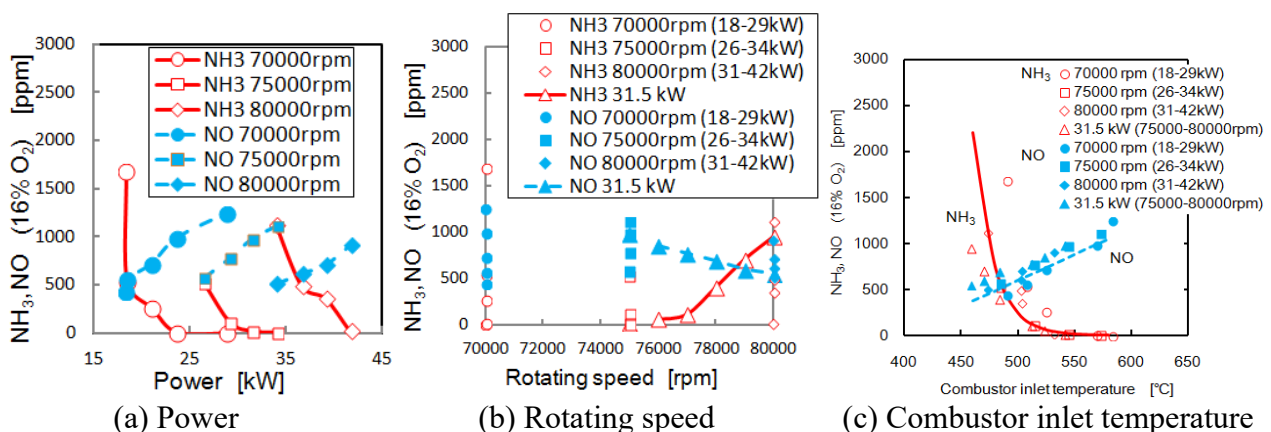 NH3, NO (16% O2) [ppm]
3000
2500
2000
1500
1000
500
0
NH3 70000rpm
NH3 75000rpm
NH3 80000rpm
NO 70000rpm
NO 75000rpm
NO 80000rpm
15 25 35 45
Power [kW]
(a) Power
NH3, NO (16% O2) [ppm]
3000
2500
2000
1500
1000
500
0
NH3 70000rpm (18-29kW)
NH3 75000rpm (26-34kW)
NH3 80000rpm (31-42kW)
NH3 31.5 kW
NO 70000rpm (18-29kW)
NO 75000rpm (26-34kW)
NO 80000rpm (31-42kW)
NO 31.5 kW
70000 72000 74000 76000 78000 80000
Rotating speed [rpm]
(b) Rotating speed
NH3, NO (16% O2) [ppm]
3000
2500
2000
1500
1000
500
0
NH3
70000 rpm (18-29kW)
75000 rpm (26-34kW)
80000 rpm (31-42kW)
31.5 kW (75000-80000rpm)
NO
70000 rpm (18-29kW)
75000 rpm (26-34kW)
80000 rpm (31-42kW)
31.5 kW (75000-80000rpm)
NH3
NO
400 450 500 550 600 650
Combustor inlet temperature [℃]
(c) Combustor inlet temperature